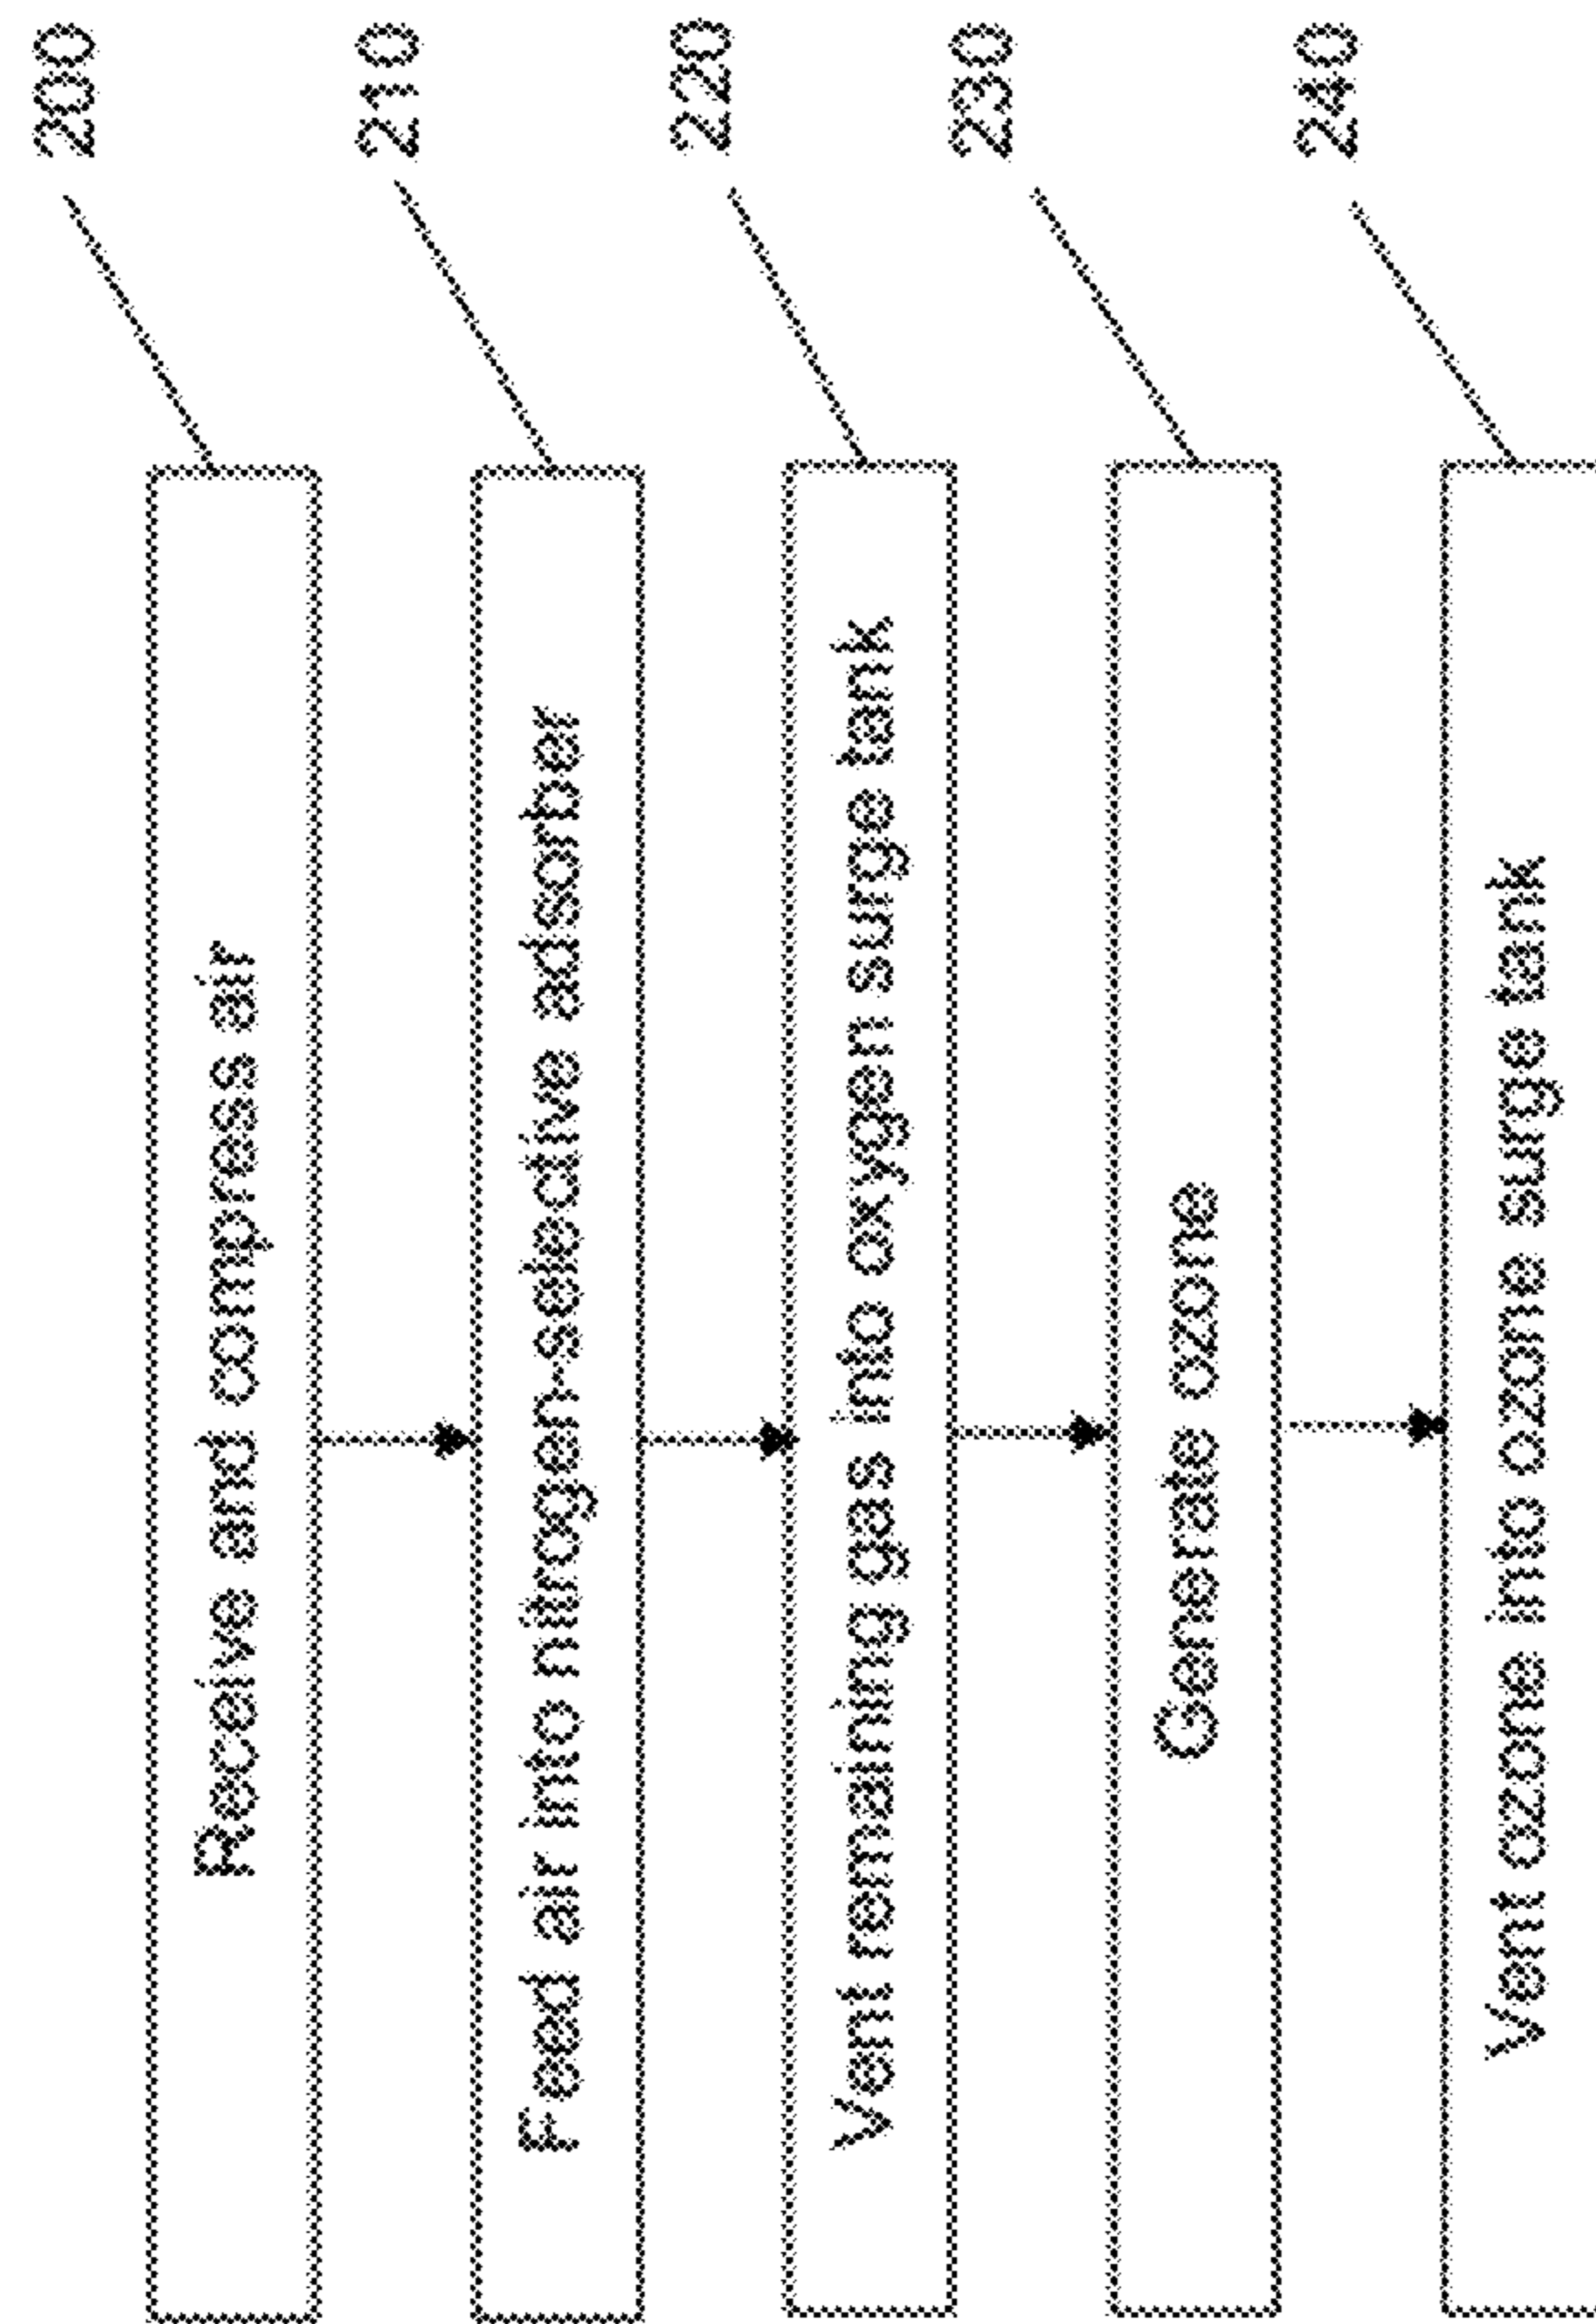 Receive and compress air
200
Feed air into nitrogen-selective adsorber
210
Vent remaining gas into oxygen surge tank
220
Generate ozone
230
Vent ozone into ozone surge tank
240